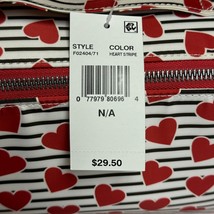 STYLE COLOR
F02404/71 HEART STRIPE
0 77979 80696 4
N/A
$29.50